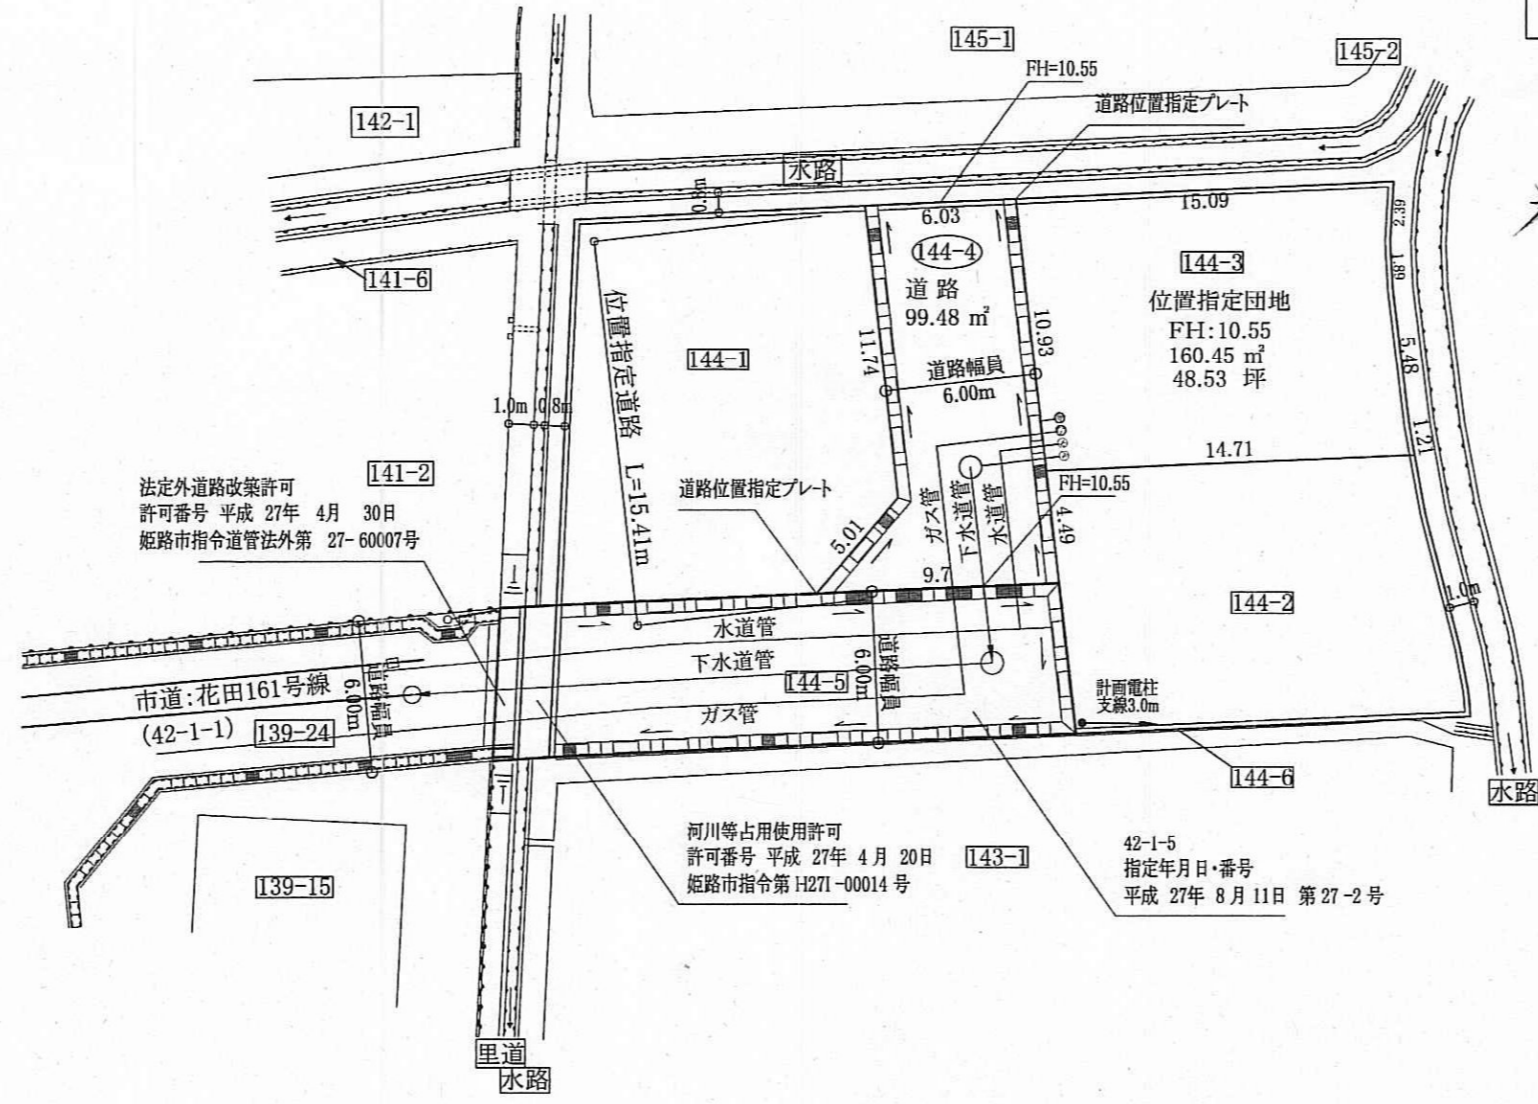 145-1
145-2
FH=10.55
道路位置指定プレート
142-1
水路
0.8m
6.03
15.09
2.39
1.89
144-4
道路
99.48 ㎡
144-3
位置指定団地
FH:10.55
160.45 ㎡
48.53 坪
141-6
位置指定道路 L=15.41m
144-1
11.74
10.93
道路幅員
6.00m
5.48
1.21
1.0m
0.8m
14.71
141-2
法定外道路改築許可
許可番号 平成 27年 4月 30日
姫路市指令道管法外第 27-60007号
道路位置指定プレート
5.01
ガス管
下水道管
水道管
FH=10.55
4.49
9.7
144-2
1.0m
水道管
下水道管
144-5
道路幅員
6.00m
ガス管
市道:花田161号線
(42-1-1)
139-24
道路幅員
6.00m
計画電柱
支線3.0m
144-6
水路
139-15
河川等占用使用許可
許可番号 平成 27年 4月 20日
姫路市指令第H27I-00014号
143-1
42-1-5
指定年月日・番号
平成 27年 8月 11日 第27-2号
里道
水路